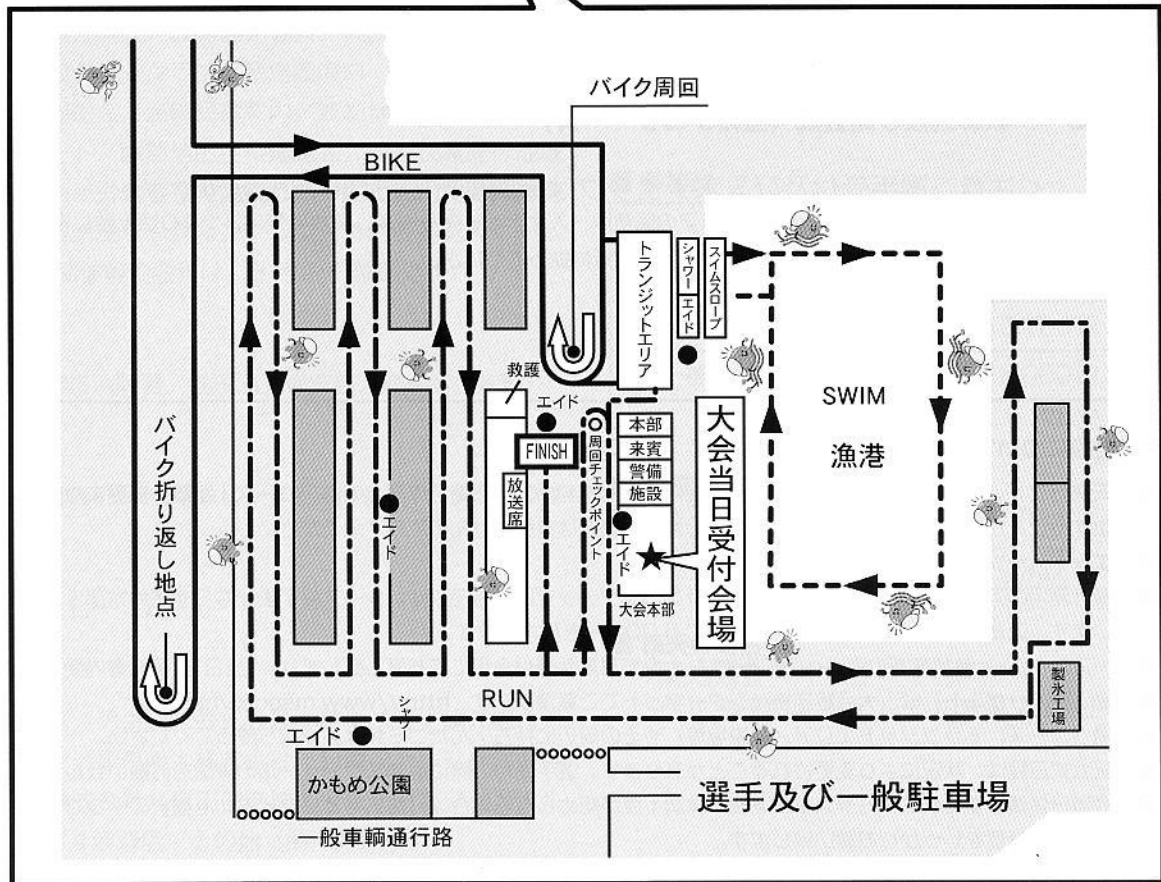 バイク周回
BIKE
トランジットエリア
シャワー
エイド
スイムスロープ
SWIM
漁港
救護
エイド
FINISH
放送席
周回チェックポイント
本部
来賓
警備
施設
エイド
大会本部
大会当日受付会場
エイド
バイク折り返し地点
RUN
製氷工場
シャワー
エイド
かもめ公園
一般車輌通行路
選手及び一般駐車場